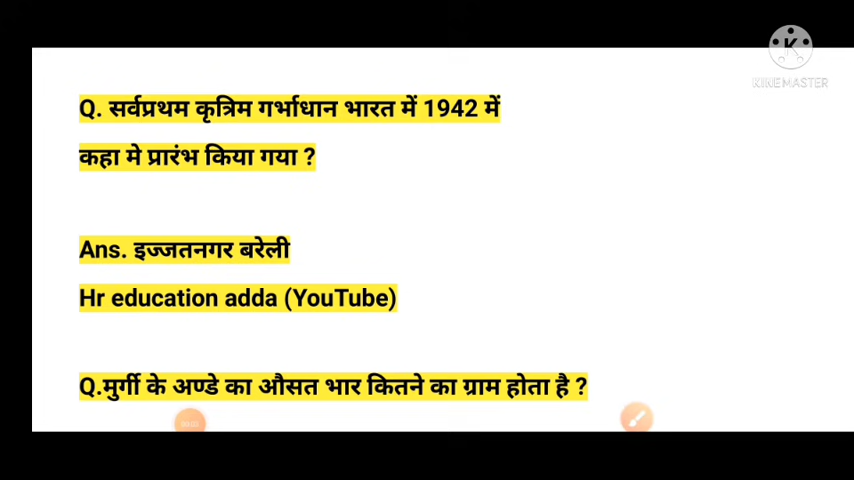 KINEMASTER
Q. सर्वप्रथम कृत्रिम गर्भाधान भारत में 1942 में
कहा मे प्रारंभ किया गया ?
Ans. इज्जतनगर बरेली
Hr education adda (YouTube)
Q.मुर्गी के अण्डे का औसत भार कितने का ग्राम होता है ?